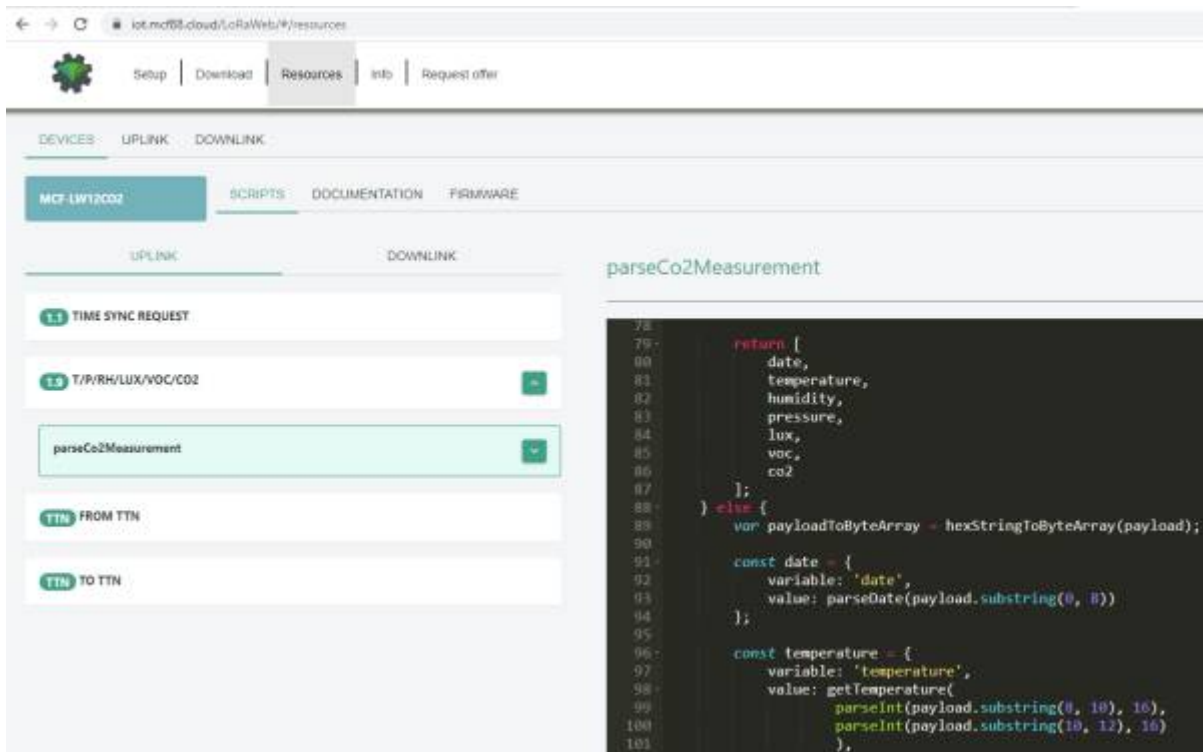 iot.mcf88.cloud/LoRaWeb/#/resources
Setup Download Resources Info Request offer
DEVICES UPLINK DOWNLINK
MCF-LW12CO2 SCRIPTS DOCUMENTATION FIRMWARE
UPLINK DOWNLINK
1.1 TIME SYNC REQUEST
1.9 T/P/RH/LUX/VOC/CO2
parseCo2Measurement
TTN FROM TTN
TTN TO TTN
parseCo2Measurement
78
79 return [
80 date,
81 temperature,
82 humidity,
83 pressure,
84 lux,
85 voc,
86 co2
87 ];
88 } else {
89 var payloadToByteArray = hexStringToByteArray(payload);
90
91 const date = {
92 variable: 'date',
93 value: parseDate(payload.substring(0, 8))
94 };
95
96 const temperature = {
97 variable: 'temperature',
98 value: getTemperature(
99 parseInt(payload.substring(8, 10), 16),
100 parseInt(payload.substring(10, 12), 16)
101 ),